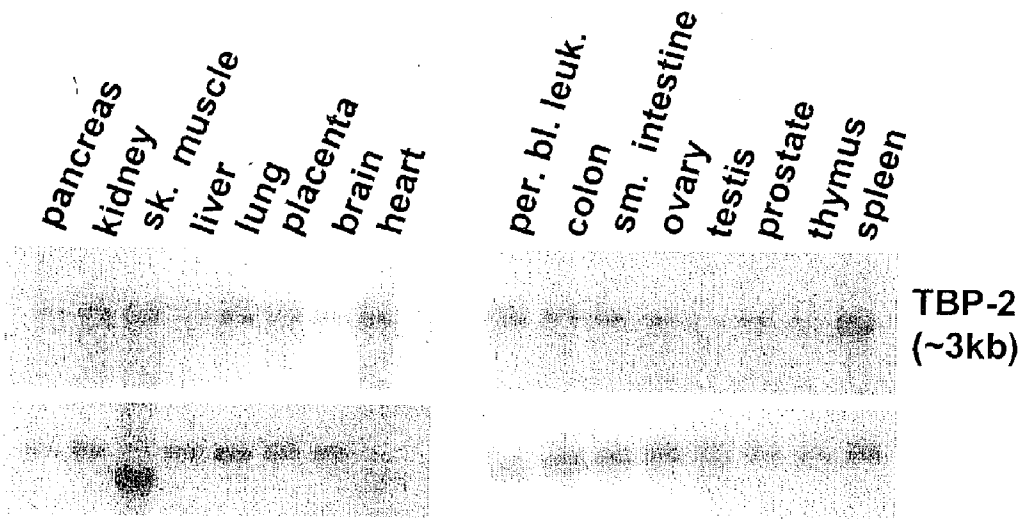 pancreas
kidney
sk. muscle
liver
lung
placenta
brain
heart
per. bl. leuk.
colon
sm. intestine
ovary
testis
prostate
thymus
spleen
TBP-2
(~3kb)